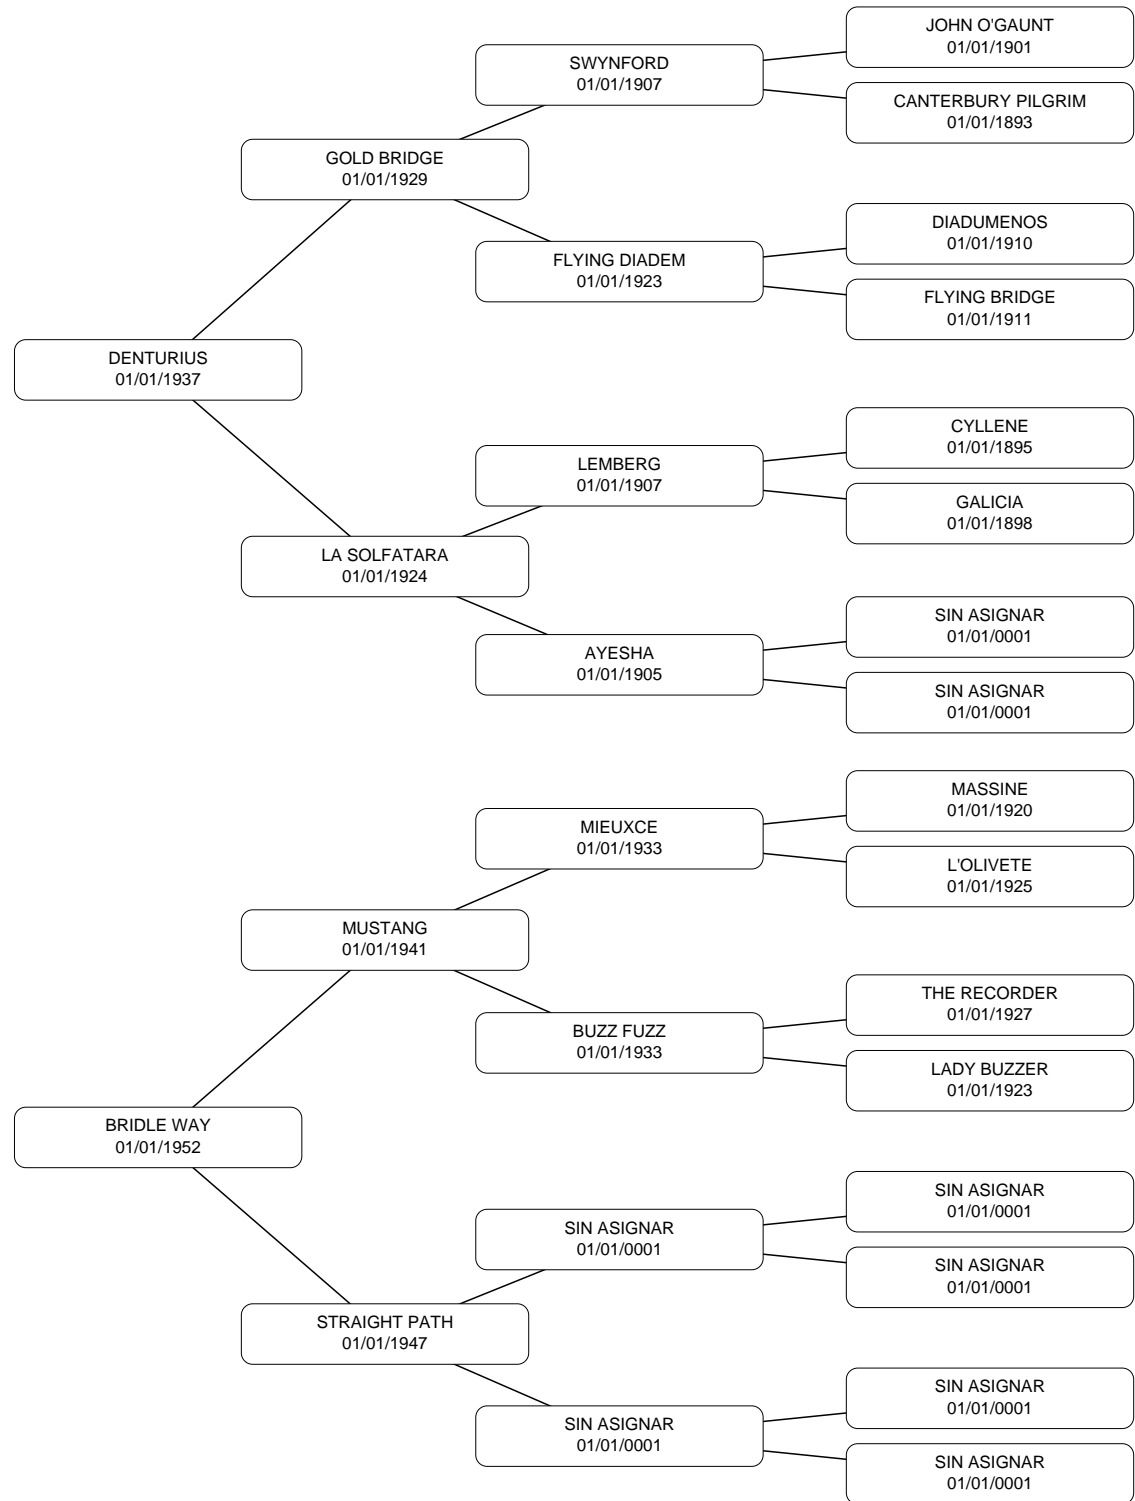 JOHN O'GAUNT
01/01/1901
SWYNFORD
01/01/1907
CANTERBURY PILGRIM
01/01/1893
GOLD BRIDGE
01/01/1929
DIADUMENOS
01/01/1910
FLYING DIADEM
01/01/1923
FLYING BRIDGE
01/01/1911
DENTURIUS
01/01/1937
CYLLENE
01/01/1895
LEMBERG
01/01/1907
GALICIA
01/01/1898
LA SOLFATARA
01/01/1924
SIN ASIGNAR
01/01/0001
AYESHA
01/01/1905
SIN ASIGNAR
01/01/0001
MASSINE
01/01/1920
MIEUXCE
01/01/1933
L'OLIVETE
01/01/1925
MUSTANG
01/01/1941
THE RECORDER
01/01/1927
BUZZ FUZZ
01/01/1933
LADY BUZZER
01/01/1923
BRIDLE WAY
01/01/1952
SIN ASIGNAR
01/01/0001
SIN ASIGNAR
01/01/0001
SIN ASIGNAR
01/01/0001
STRAIGHT PATH
01/01/1947
SIN ASIGNAR
01/01/0001
SIN ASIGNAR
01/01/0001
SIN ASIGNAR
01/01/0001